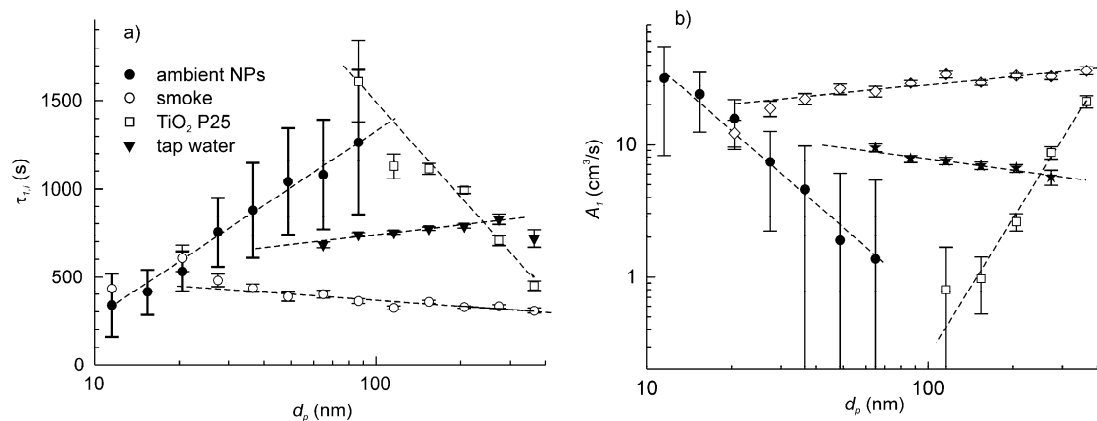 a)
ambient NPs
smoke
TiO₂ P25
tap water
1500
1000
500
0
τ₁,ᵢ (s)
10
100
dₚ (nm)
b)
10
1
A₁ (cm³/s)
10
100
dₚ (nm)